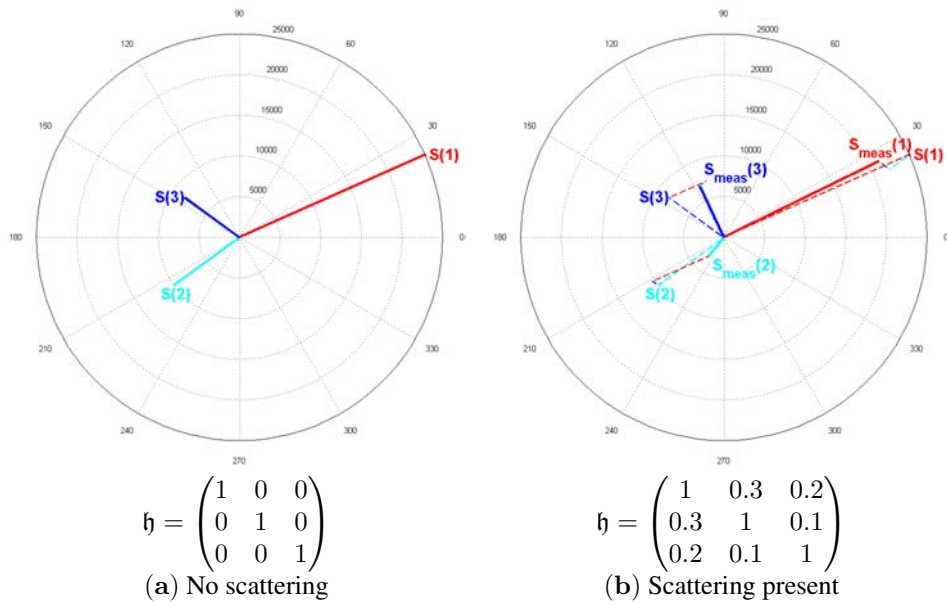 90
25000
120
60
20000
15000
150
30
10000
S(1)
5000
S(3)
180
0
S(2)
210
330
240
300
270
𝔥 = (1 0 0
0 1 0
0 0 1)
(a) No scattering
90
25000
120
60
20000
15000
150
30
10000
S_meas(1)
S(1)
S_meas(3)
5000
S(3)
180
0
S_meas(2)
S(2)
210
330
240
300
270
𝔥 = (1 0.3 0.2
0.3 1 0.1
0.2 0.1 1)
(b) Scattering present